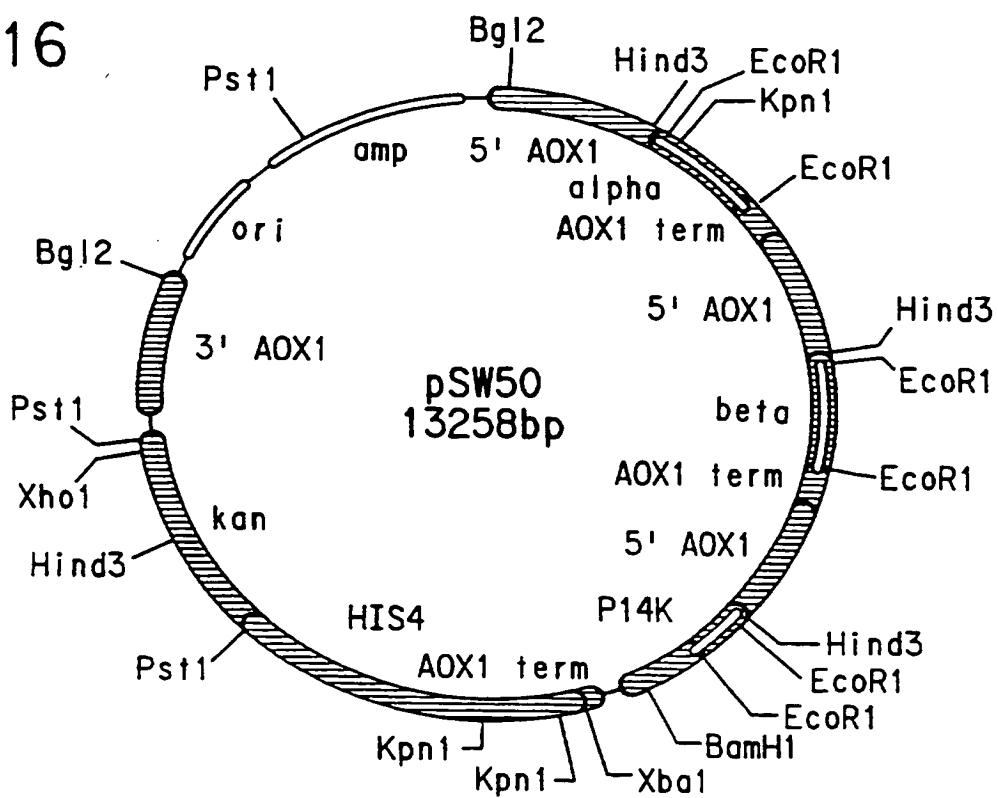 16
Bgl2
Hind3
EcoR1
Kpn1
Pst1
amp
5' AOX1
alpha
EcoR1
AOX1 term
ori
Bgl2
5' AOX1
Hind3
3' AOX1
EcoR1
pSW50
13258bp
beta
Pst1
AOX1 term
EcoR1
Xho1
kan
5' AOX1
Hind3
HIS4
P14K
Hind3
Pst1
AOX1 term
EcoR1
EcoR1
Kpn1
BamH1
Kpn1
Xba1